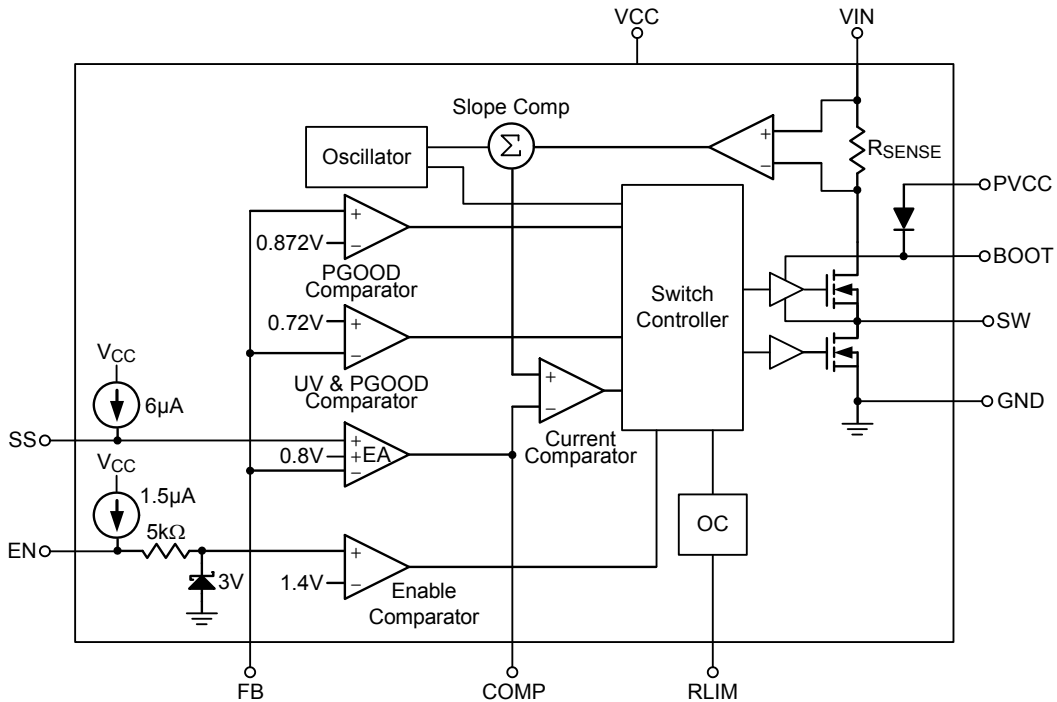 VCC
VIN
Slope Comp
Oscillator
Σ
+
−
RSENSE
PVCC
BOOT
SW
GND
+
0.872V
−
PGOOD
Comparator
0.72V
+
−
UV & PGOOD
Comparator
Switch
Controller
VCC
6µA
SS
+
0.8V
+
EA
−
+
−
Current
Comparator
VCC
1.5µA
5kΩ
EN
3V
+
1.4V
−
Enable
Comparator
OC
FB
COMP
RLIM